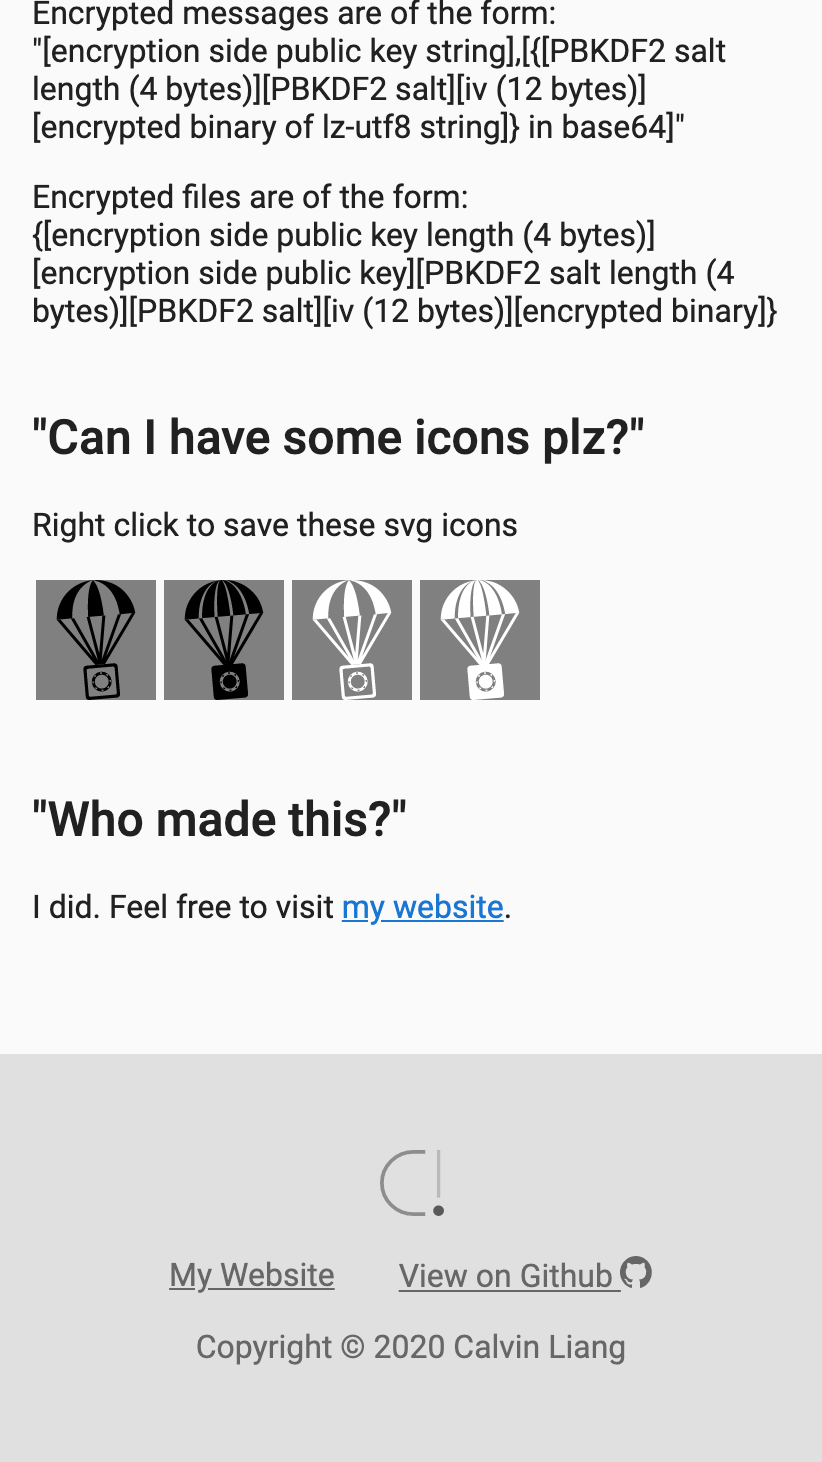 Encrypted messages are of the form:
"[encryption side public key string],[{[PBKDF2 salt
length (4 bytes)][PBKDF2 salt][iv (12 bytes)]
[encrypted binary of lz-utf8 string]} in base64]"
Encrypted files are of the form:
{[encryption side public key length (4 bytes)]
[encryption side public key][PBKDF2 salt length (4
bytes)][PBKDF2 salt][iv (12 bytes)][encrypted binary]}
"Can I have some icons plz?"
Right click to save these svg icons
"Who made this?"
I did. Feel free to visit my website.
C!
My Website View on Github
Copyright © 2020 Calvin Liang